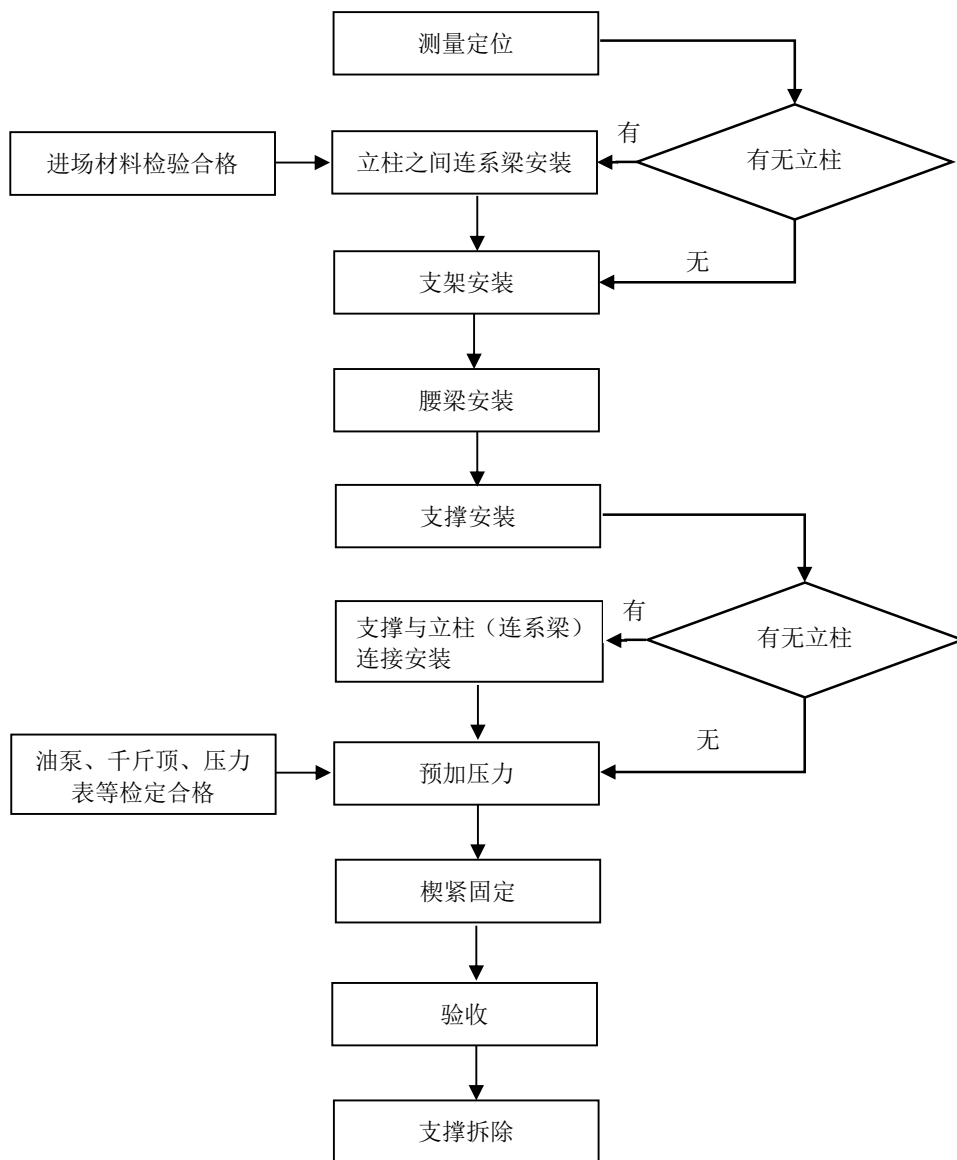 测量定位
有
进场材料检验合格
立柱之间连系梁安装
有无立柱
无
支架安装
腰梁安装
支撑安装
有
支撑与立柱（连系梁）
连接安装
有无立柱
无
油泵、千斤顶、压力
表等检定合格
预加压力
楔紧固定
验收
支撑拆除